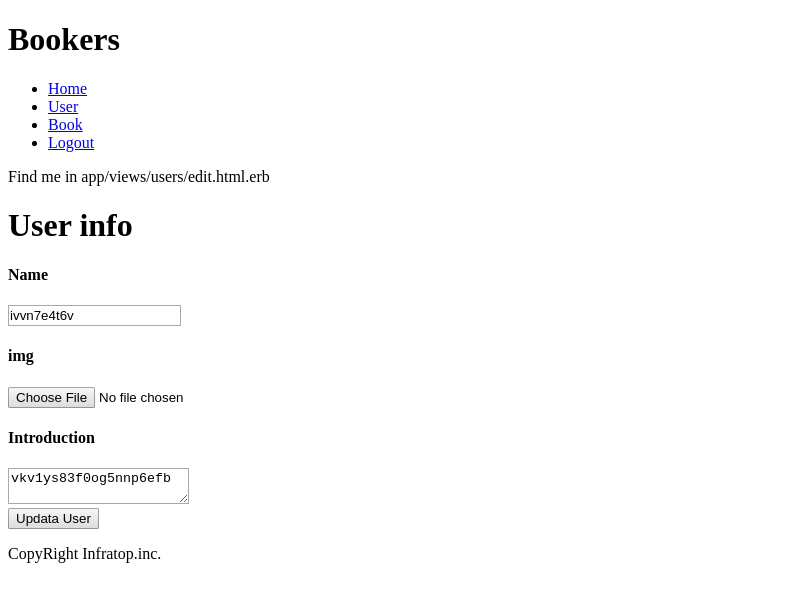 Bookers
Home
User
Book
Logout
Find me in app/views/users/edit.html.erb
User info
Name
ivvn7e4t6v
img
Choose File No file chosen
Introduction
vkv1ys83f0og5nnp6efb
Updata User
CopyRight Infratop.inc.